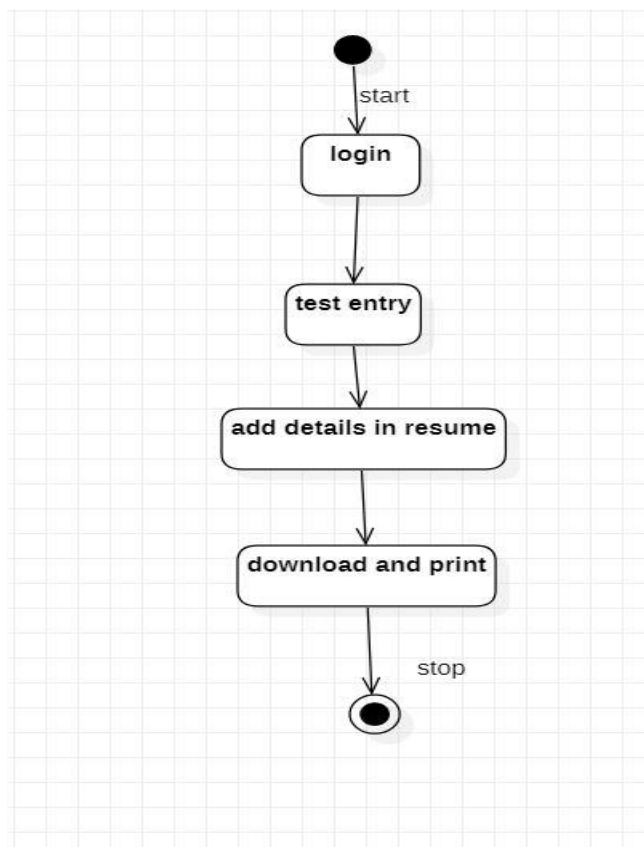 start
login
test entry
add details in resume
download and print
stop